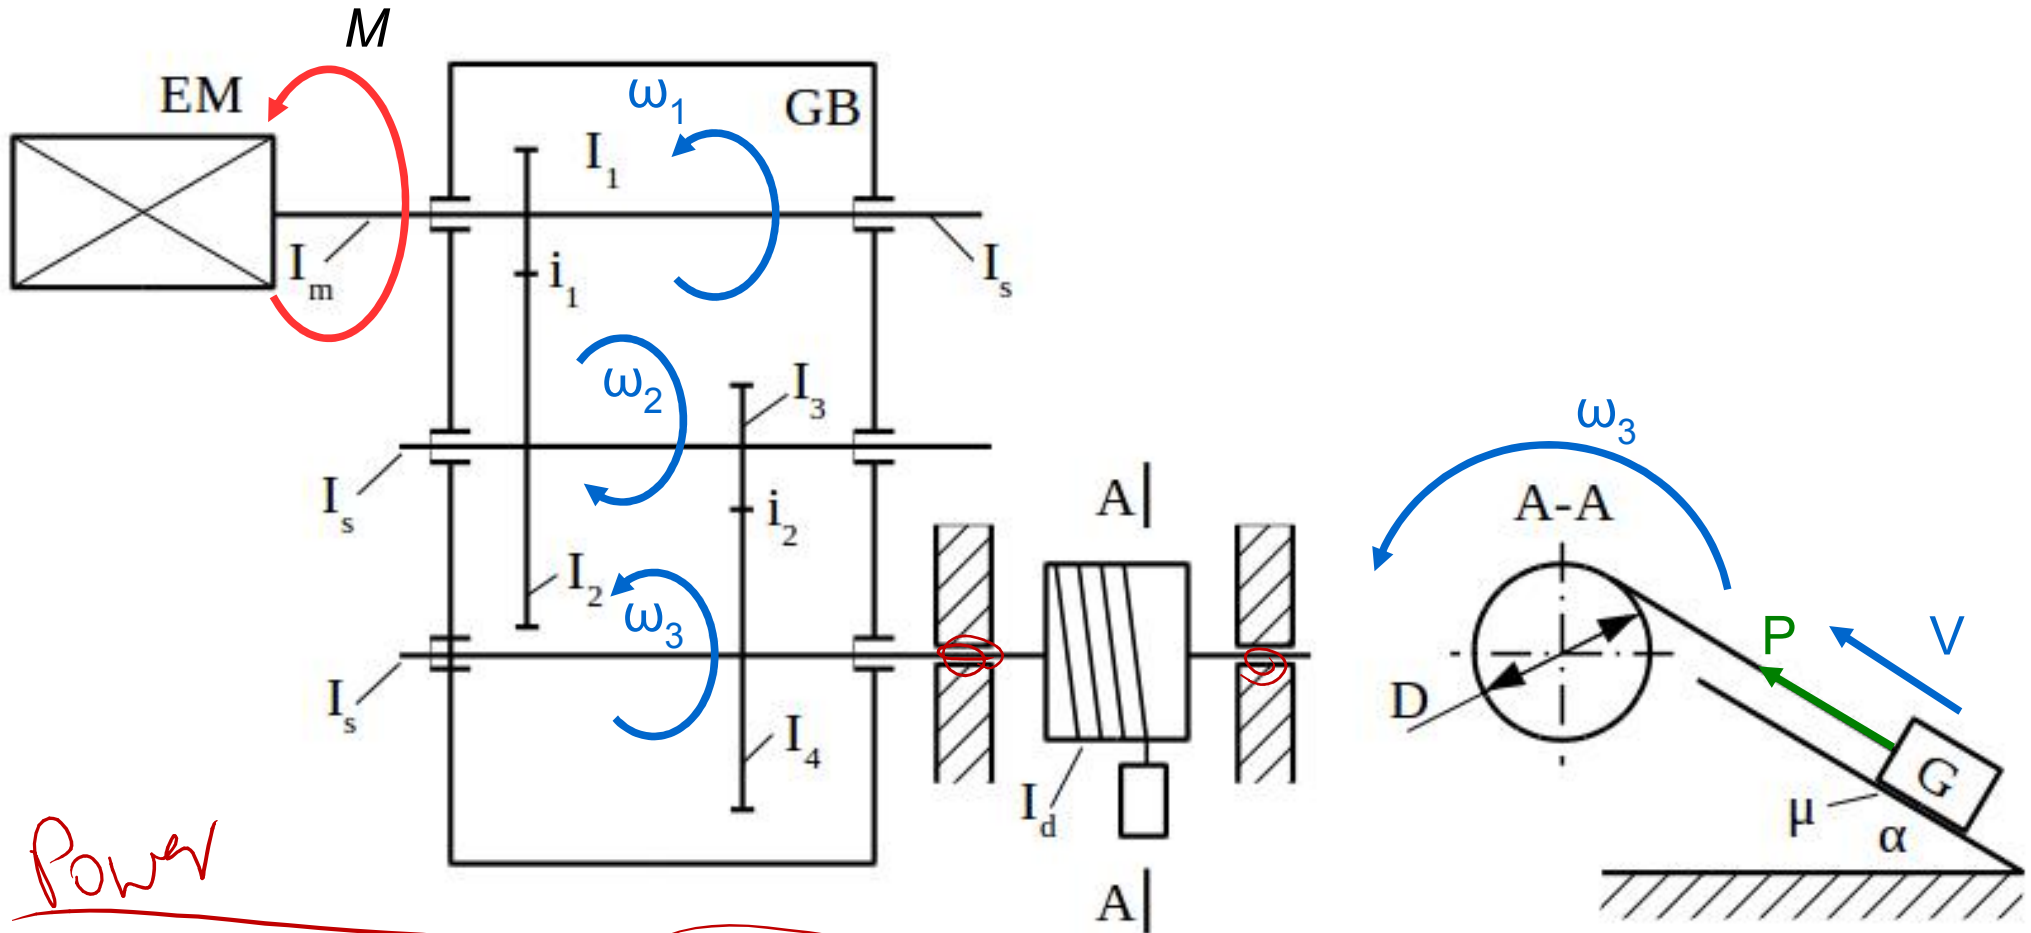 M
EM
ω1
GB
I1
Im
i1
Is
ω2
I3
ω3
Is
A
A-A
i2
I2
ω3
P
V
Is
D
I4
G
Id
μ
α
Power
A